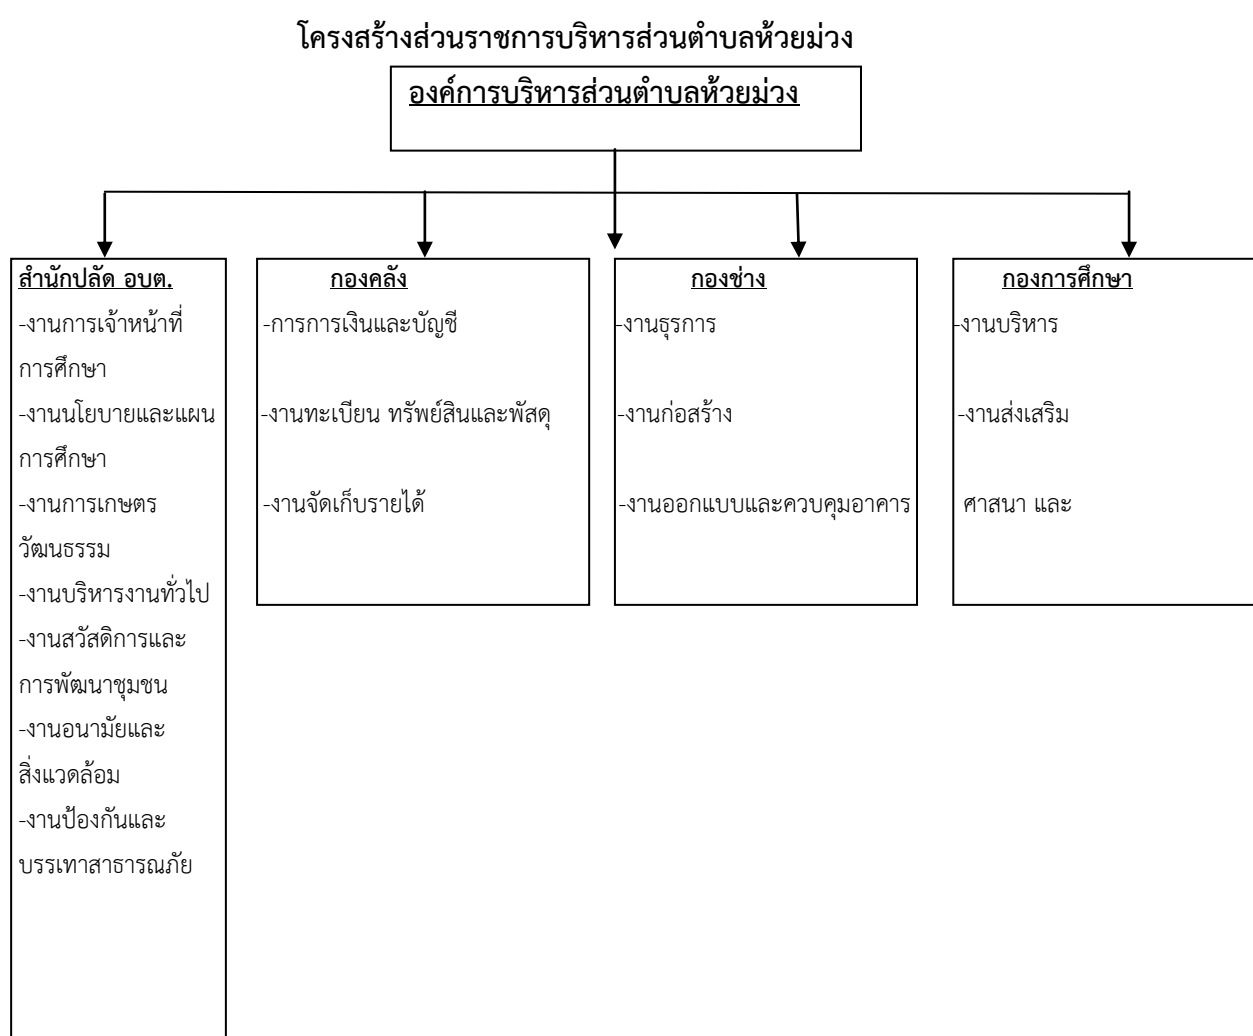 โครงสร้างส่วนราชการบริหารส่วนตำบลห้วยม่วง
องค์การบริหารส่วนตำบลห้วยม่วง
สำนักปลัด อบต.
-งานการเจ้าหน้าที่
การศึกษา
-งานนโยบายและแผน
การศึกษา
-งานการเกษตร
วัฒนธรรม
-งานบริหารงานทั่วไป
-งานสวัสดิการและ
การพัฒนาชุมชน
-งานอนามัยและ
สิ่งแวดล้อม
-งานป้องกันและ
บรรเทาสาธารณภัย
กองคลัง
-การการเงินและบัญชี
-งานทะเบียน ทรัพย์สินและพัสดุ
-งานจัดเก็บรายได้
กองช่าง
-งานธุรการ
-งานก่อสร้าง
-งานออกแบบและควบคุมอาคาร
กองการศึกษา
-งานบริหาร
-งานส่งเสริม
ศาสนา และ